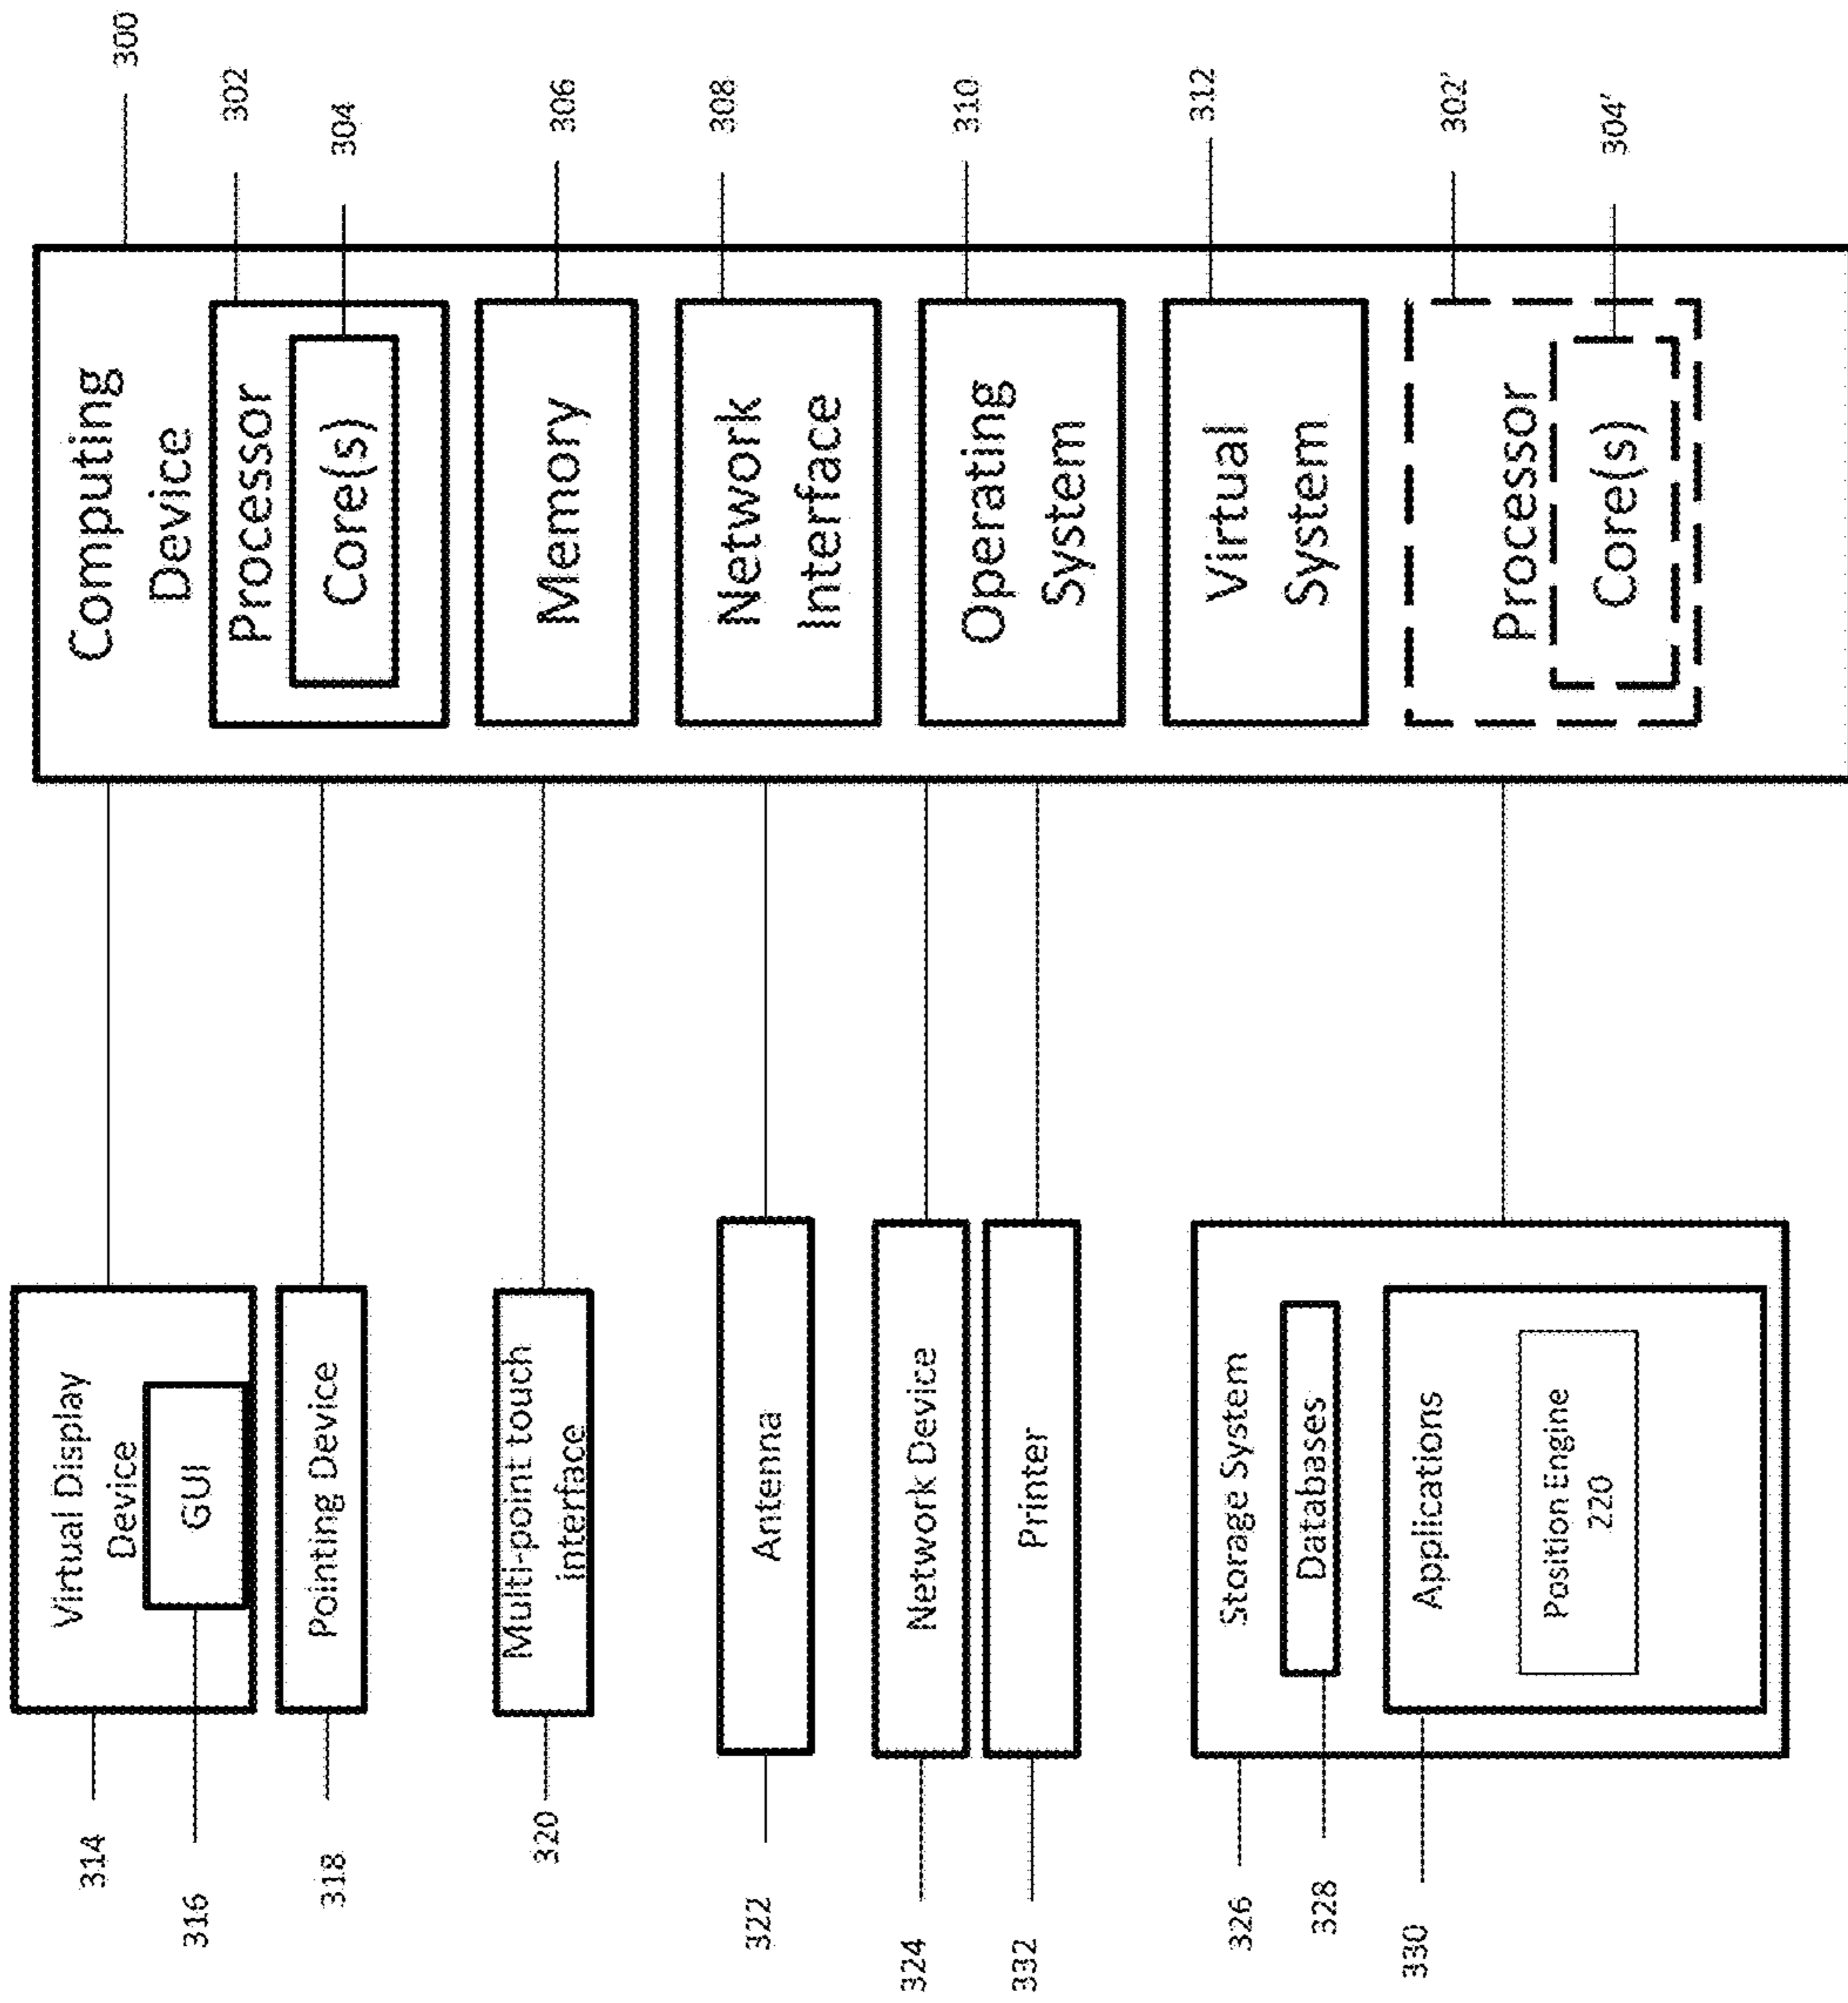 314
Virtual Display
Device
316
GUI
318
Pointing Device
320
Multi-point touch
interface
322
Antenna
324
Network Device
332
Printer
326
Storage System
328
Databases
330
Applications
Position Engine
220
300
Computing
Device
302
Processor
304
Core(s)
306
Memory
308
Network
Interface
310
Operating
System
312
Virtual
System
302'
Processor
304'
Core(s)